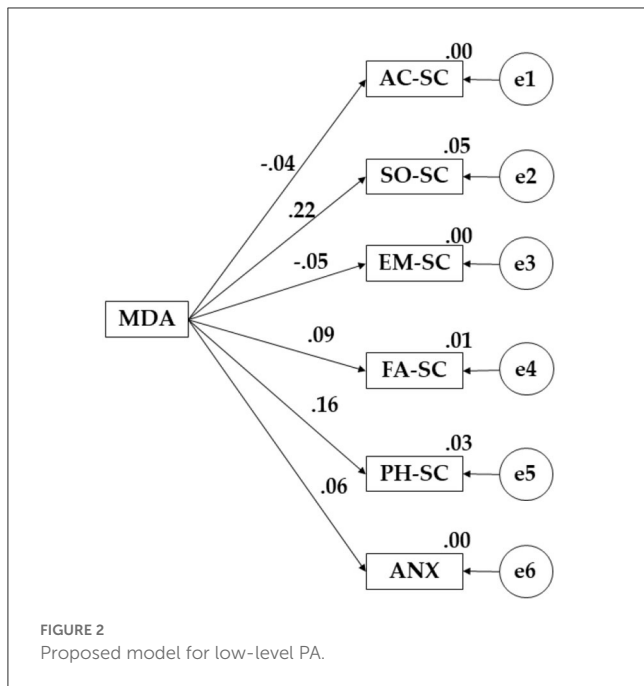 .00
AC-SC
e1
-.04
.05
SO-SC
e2
.22
.00
EM-SC
e3
-.05
MDA
.09
.01
FA-SC
e4
.16
.03
PH-SC
e5
.06
.00
ANX
e6
FIGURE 2
Proposed model for low-level PA.